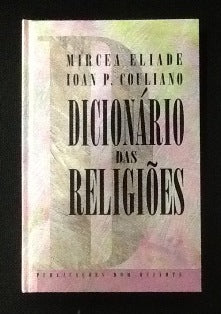 MIRCEA ELIADE
IOAN P. COULIANO
DICIONÁRIO
DAS
RELIGIÕES
PUBLICAÇÕES DOM QUIXOTE